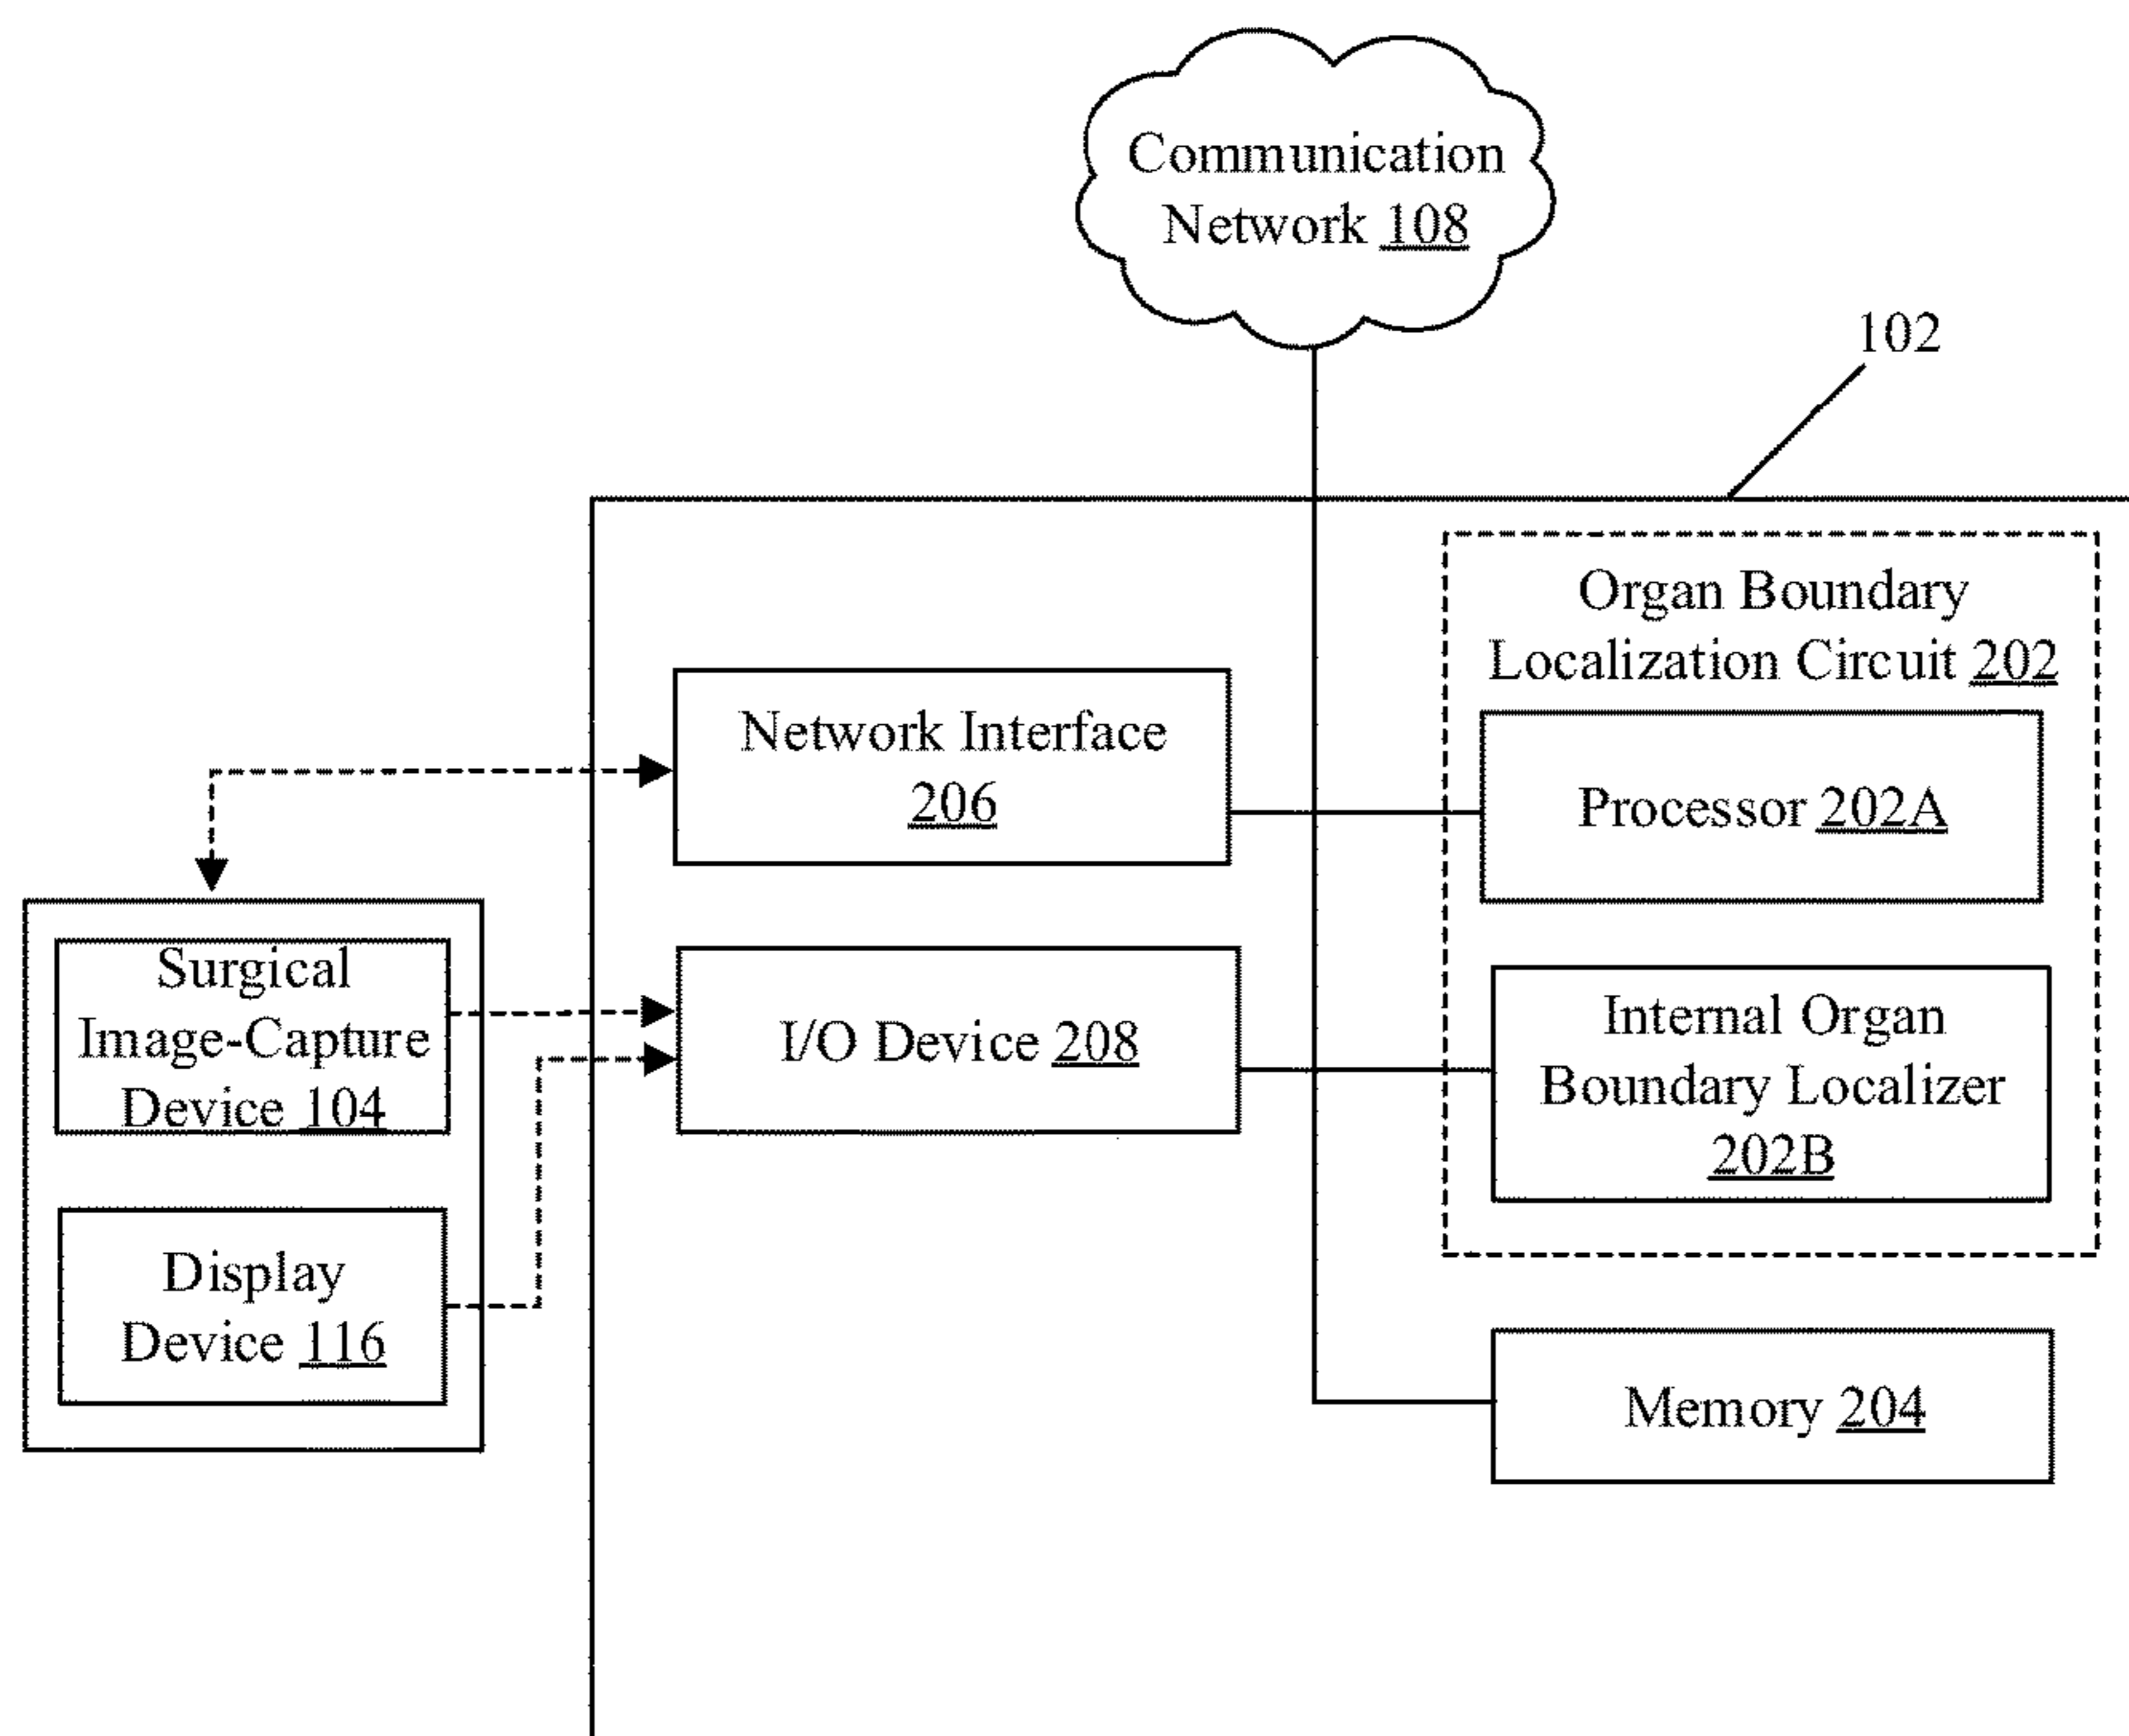 Communication
Network 108
102
Organ Boundary
Localization Circuit 202
Network Interface
206
Processor 202A
Surgical
Image-Capture
Device 104
I/O Device 208
Internal Organ
Boundary Localizer
202B
Display
Device 116
Memory 204